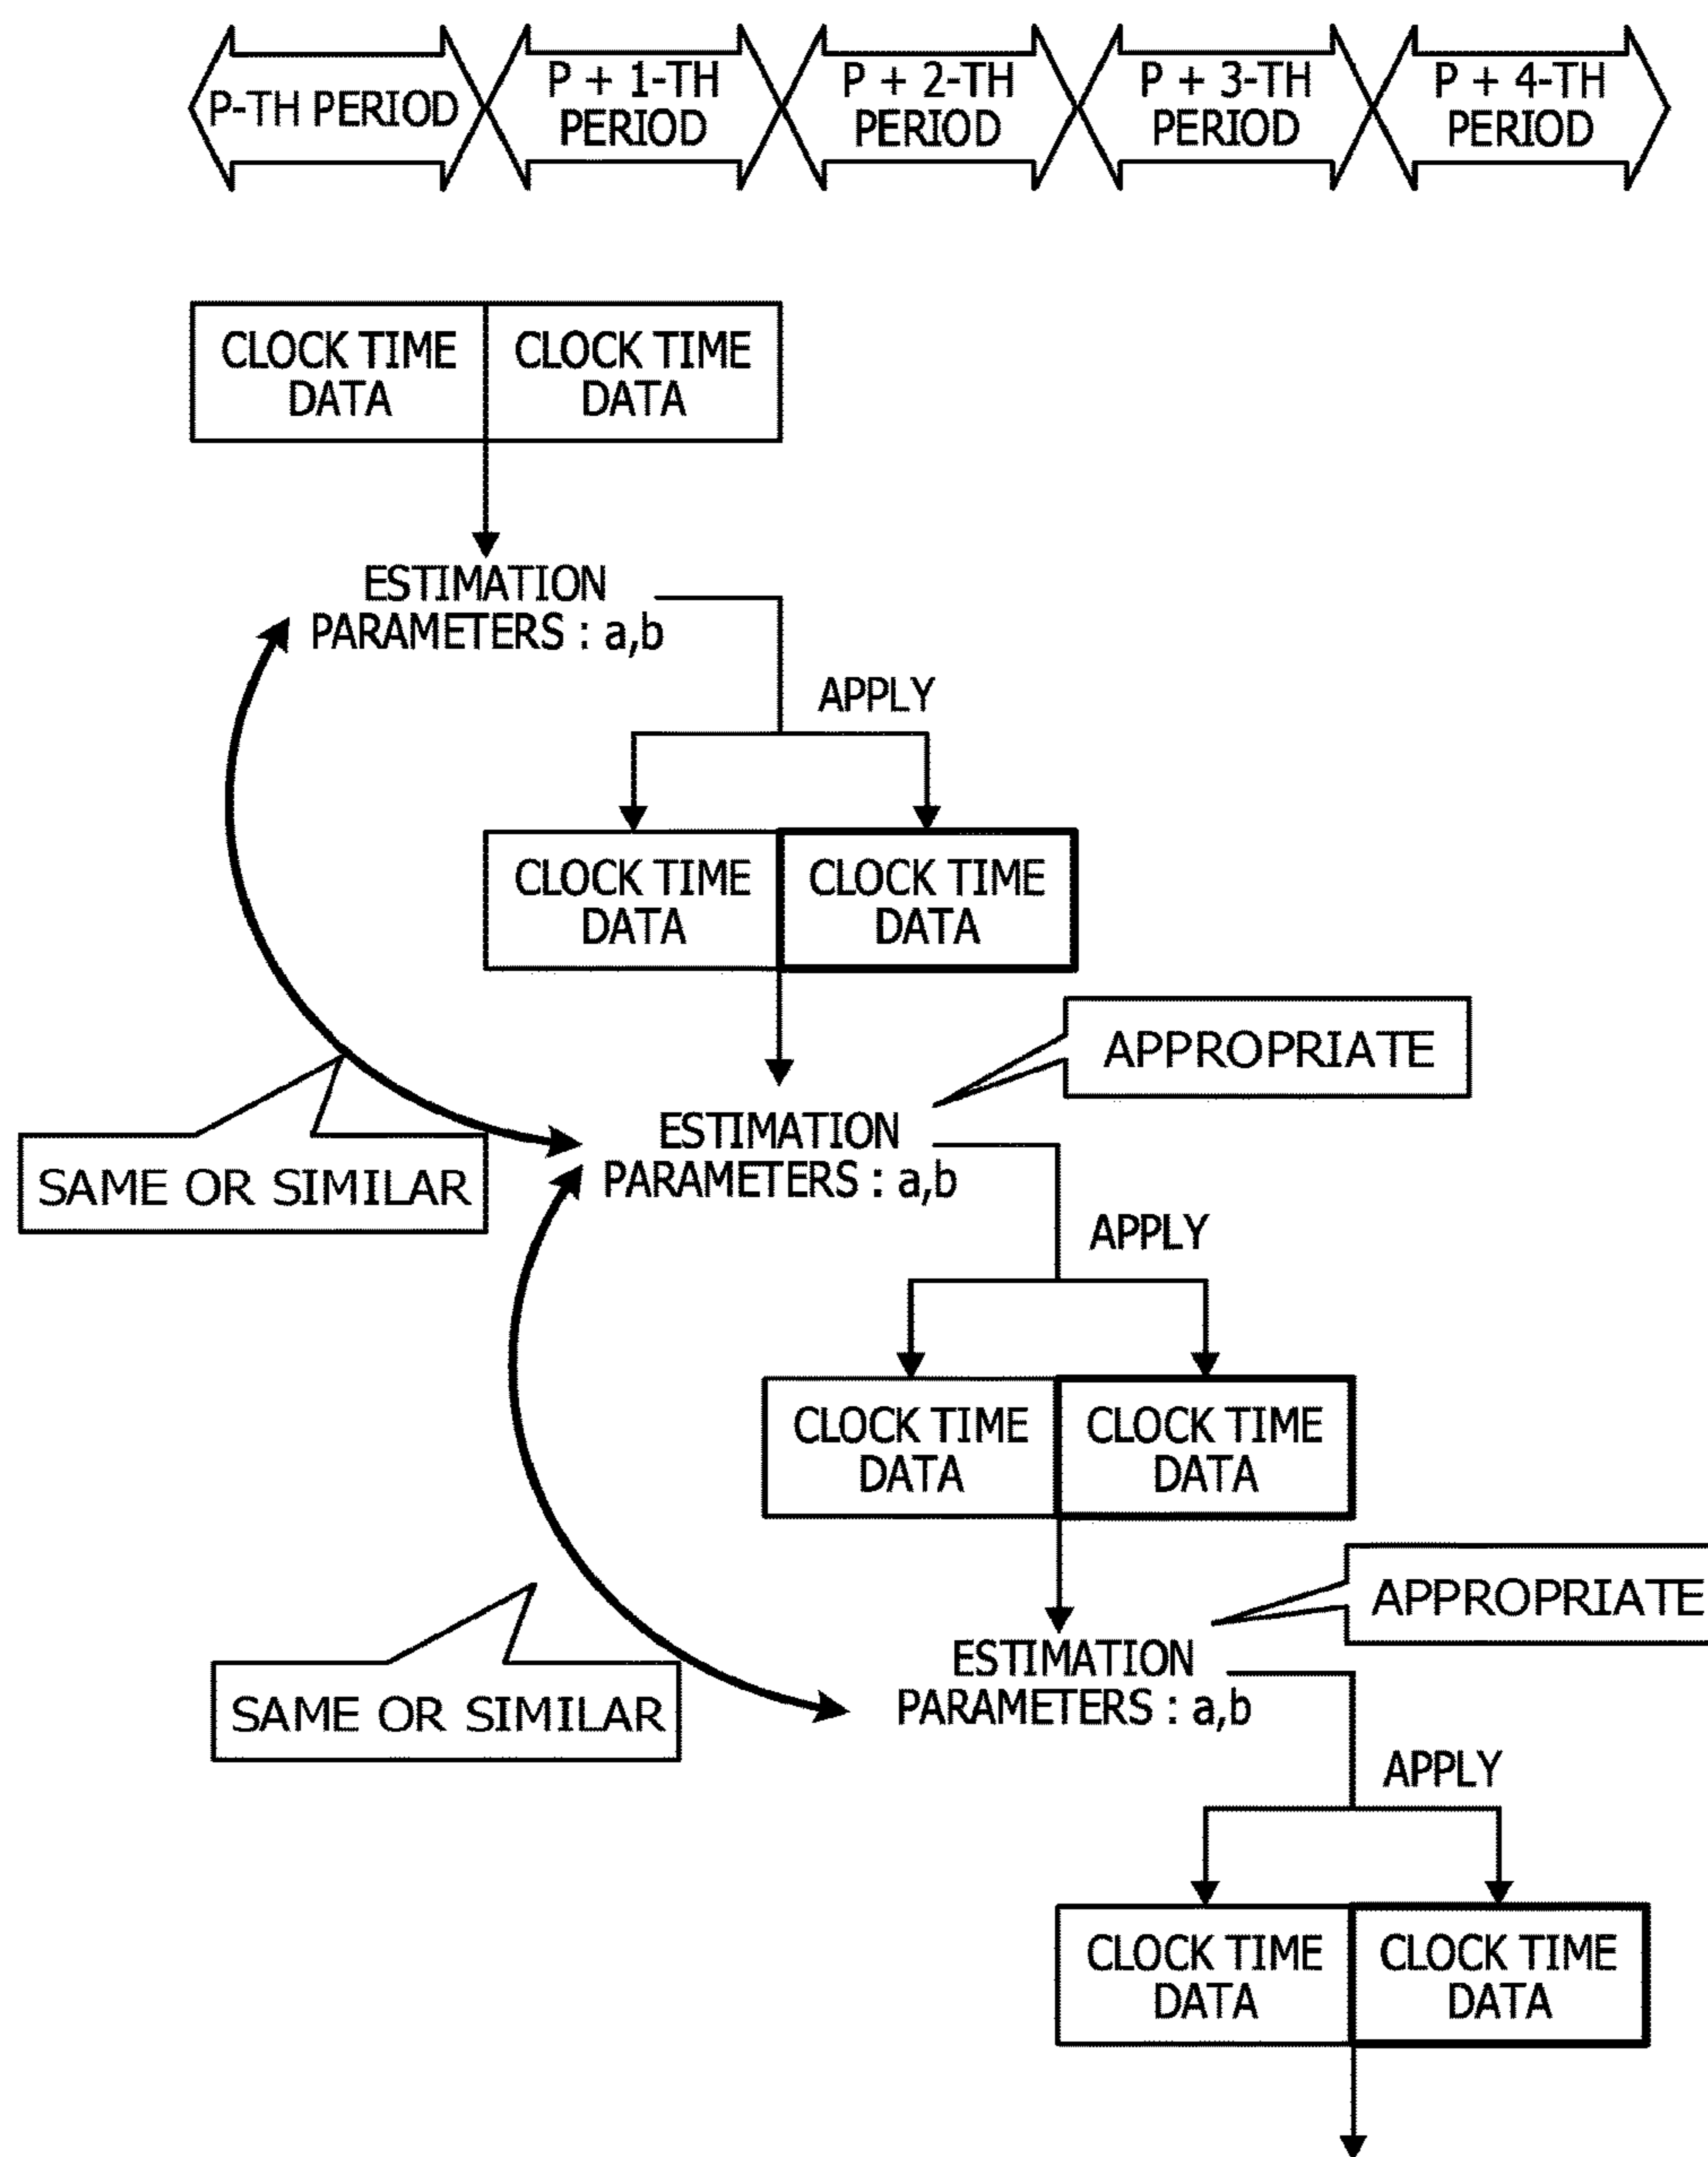 P-TH PERIOD
P + 1-TH
PERIOD
P + 2-TH
PERIOD
P + 3-TH
PERIOD
P + 4-TH
PERIOD
CLOCK TIME
DATA
CLOCK TIME
DATA
ESTIMATION
PARAMETERS : a,b
APPLY
CLOCK TIME
DATA
CLOCK TIME
DATA
APPROPRIATE
ESTIMATION
PARAMETERS : a,b
SAME OR SIMILAR
APPLY
CLOCK TIME
DATA
CLOCK TIME
DATA
APPROPRIATE
ESTIMATION
PARAMETERS : a,b
SAME OR SIMILAR
APPLY
CLOCK TIME
DATA
CLOCK TIME
DATA